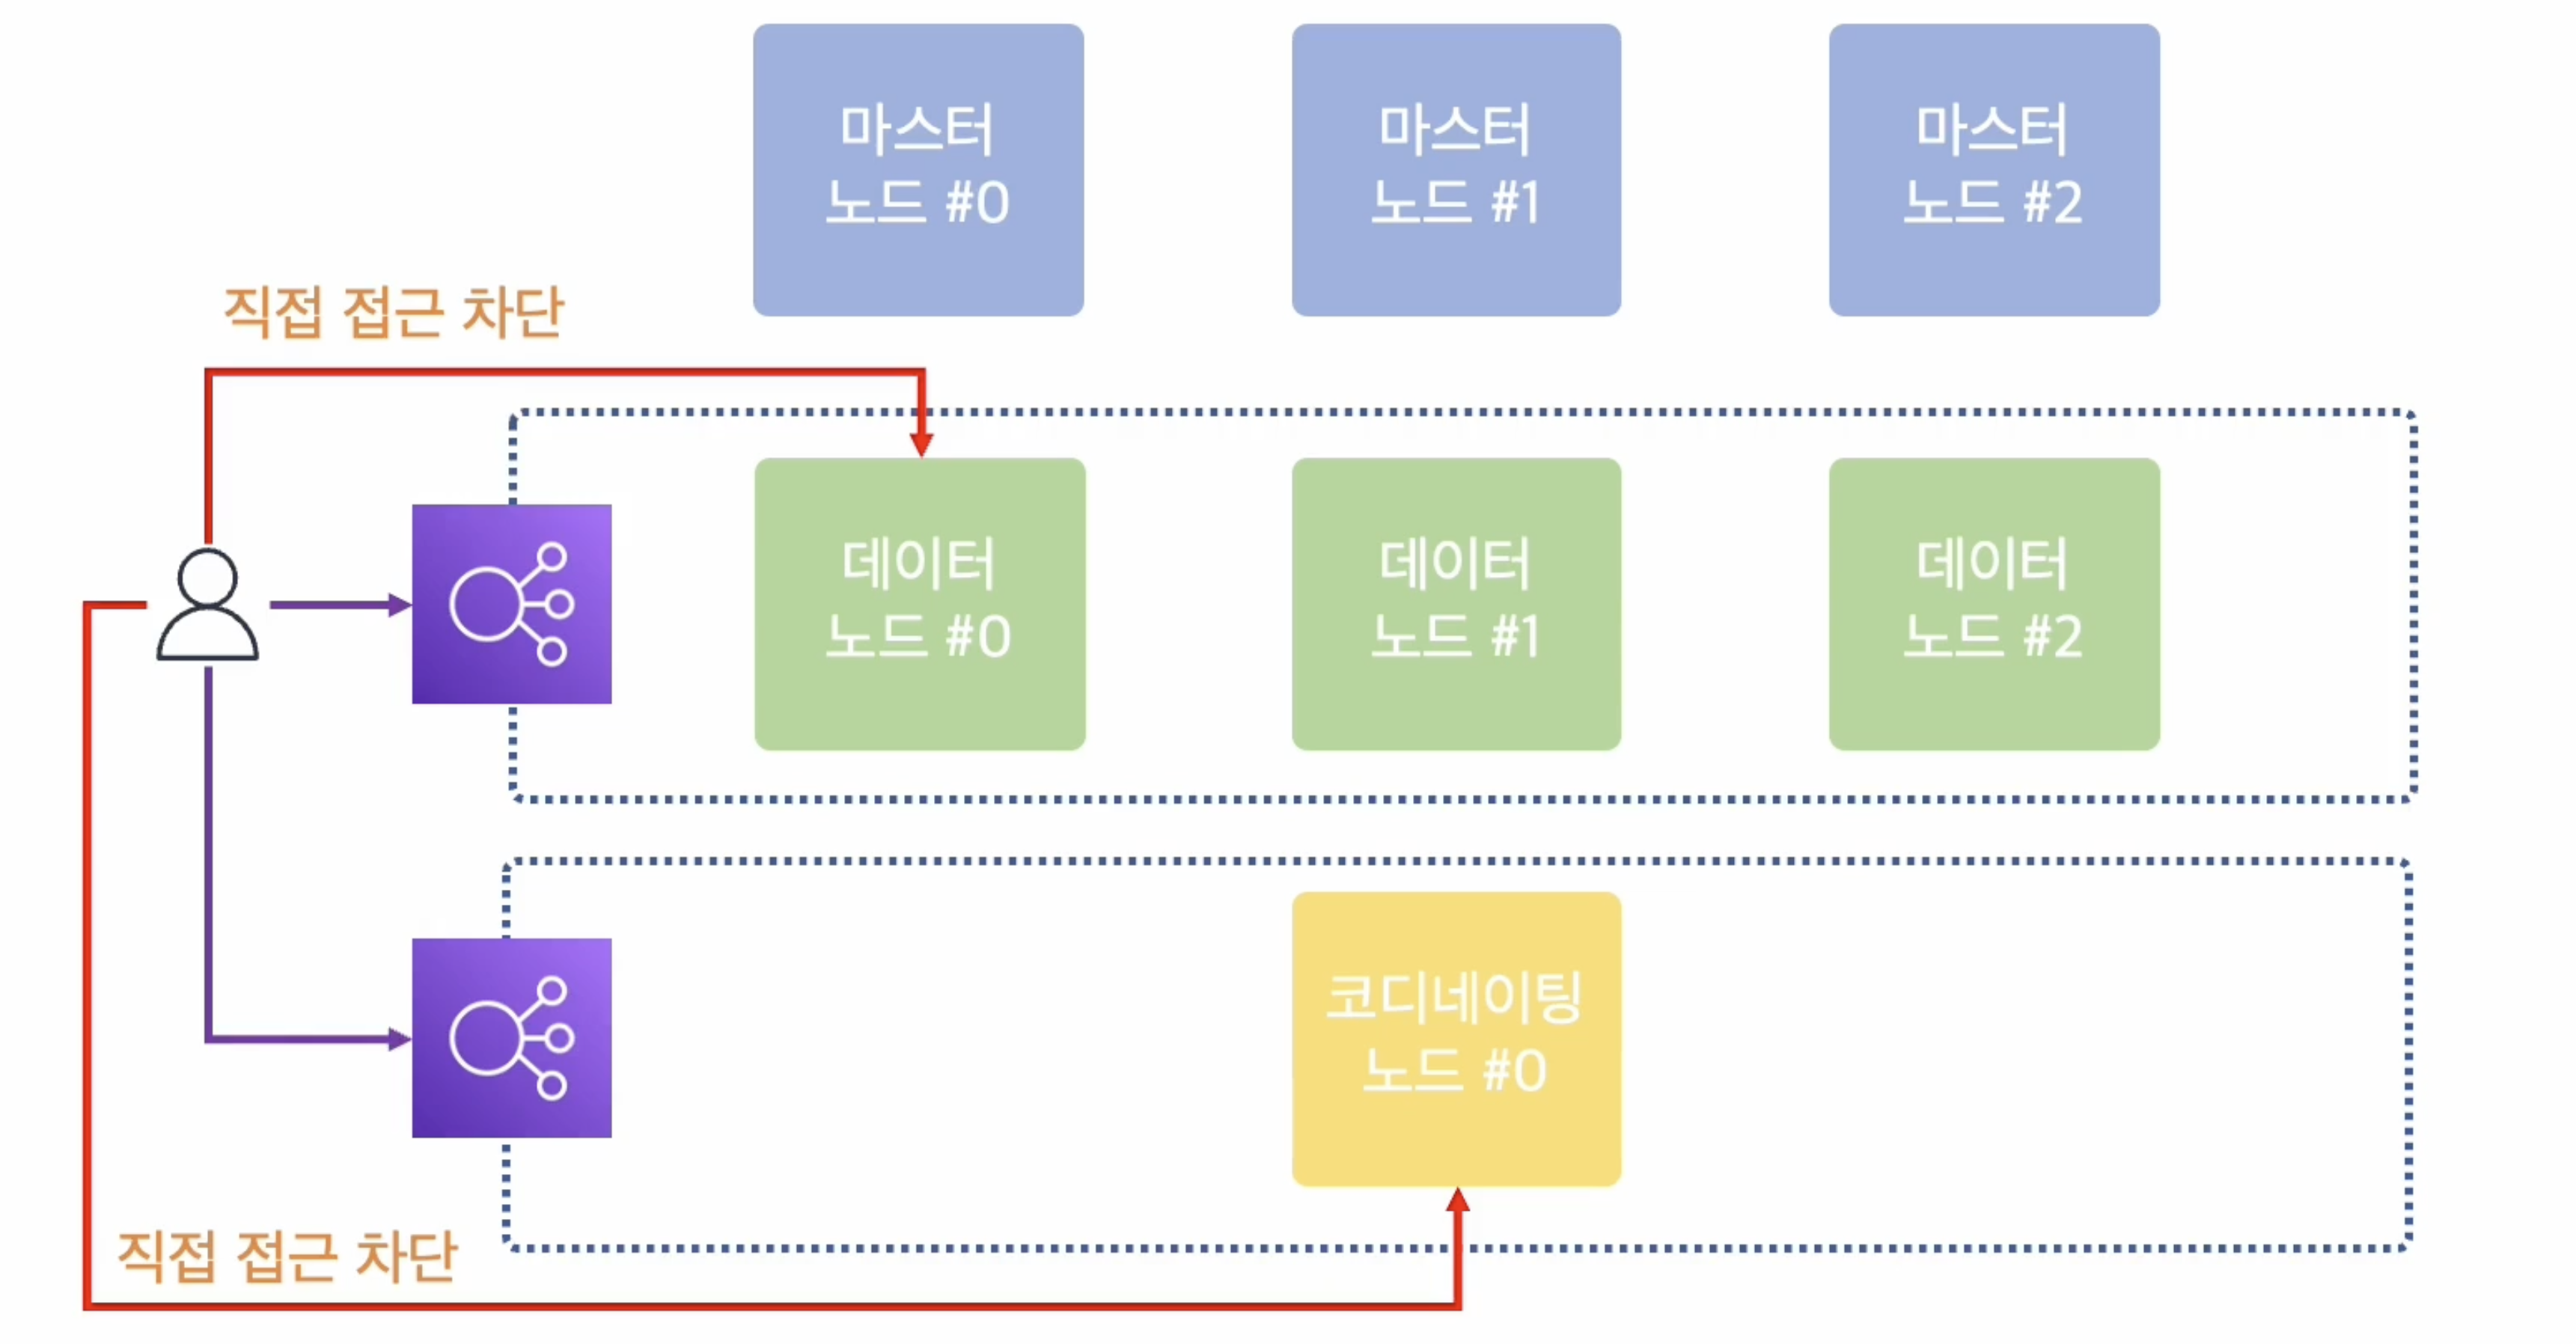 마스터
노드 #0
마스터
노드 #1
마스터
노드 #2
직접 접근 차단
데이터
노드 #0
데이터
노드 #1
데이터
노드 #2
코디네이팅
노드 #0
직접 접근 차단